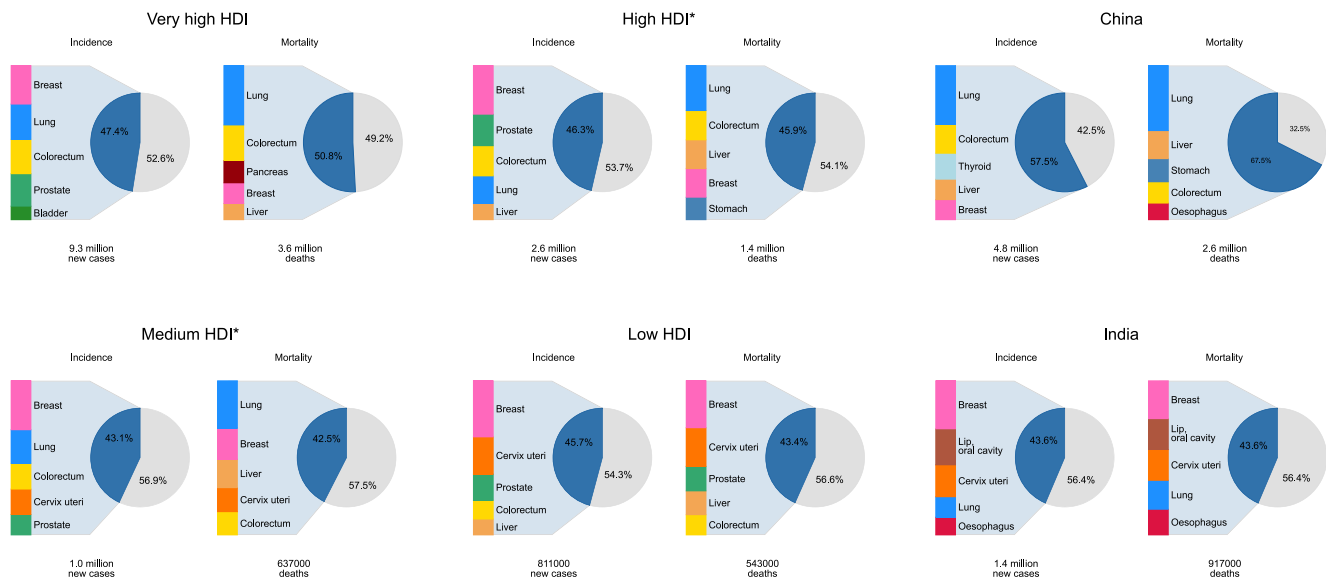 Very high HDI
Incidence
Breast
Lung
Colorectum
Prostate
Bladder
47.4%
52.6%
9.3 million
new cases
Mortality
Lung
Colorectum
Pancreas
Breast
Liver
50.8%
49.2%
3.6 million
deaths
High HDI*
Incidence
Breast
Prostate
Colorectum
Lung
Liver
46.3%
53.7%
2.6 million
new cases
Mortality
Lung
Colorectum
Liver
Breast
Stomach
45.9%
54.1%
1.4 million
deaths
China
Incidence
Lung
Colorectum
Thyroid
Liver
Breast
42.5%
57.5%
4.8 million
new cases
Mortality
Lung
Liver
Stomach
Colorectum
Oesophagus
32.5%
67.5%
2.6 million
deaths
Medium HDI*
Incidence
Breast
Lung
Colorectum
Cervix uteri
Prostate
43.1%
56.9%
1.0 million
new cases
Mortality
Lung
Breast
Liver
Cervix uteri
Colorectum
42.5%
57.5%
637000
deaths
Low HDI
Incidence
Breast
Cervix uteri
Prostate
Colorectum
Liver
45.7%
54.3%
811000
new cases
Mortality
Breast
Cervix uteri
Prostate
Liver
Colorectum
43.4%
56.6%
543000
deaths
India
Incidence
Breast
Lip,
oral cavity
Cervix uteri
Lung
Oesophagus
43.6%
56.4%
1.4 million
new cases
Mortality
Breast
Lip,
oral cavity
Cervix uteri
Lung
Oesophagus
43.6%
56.4%
917000
deaths